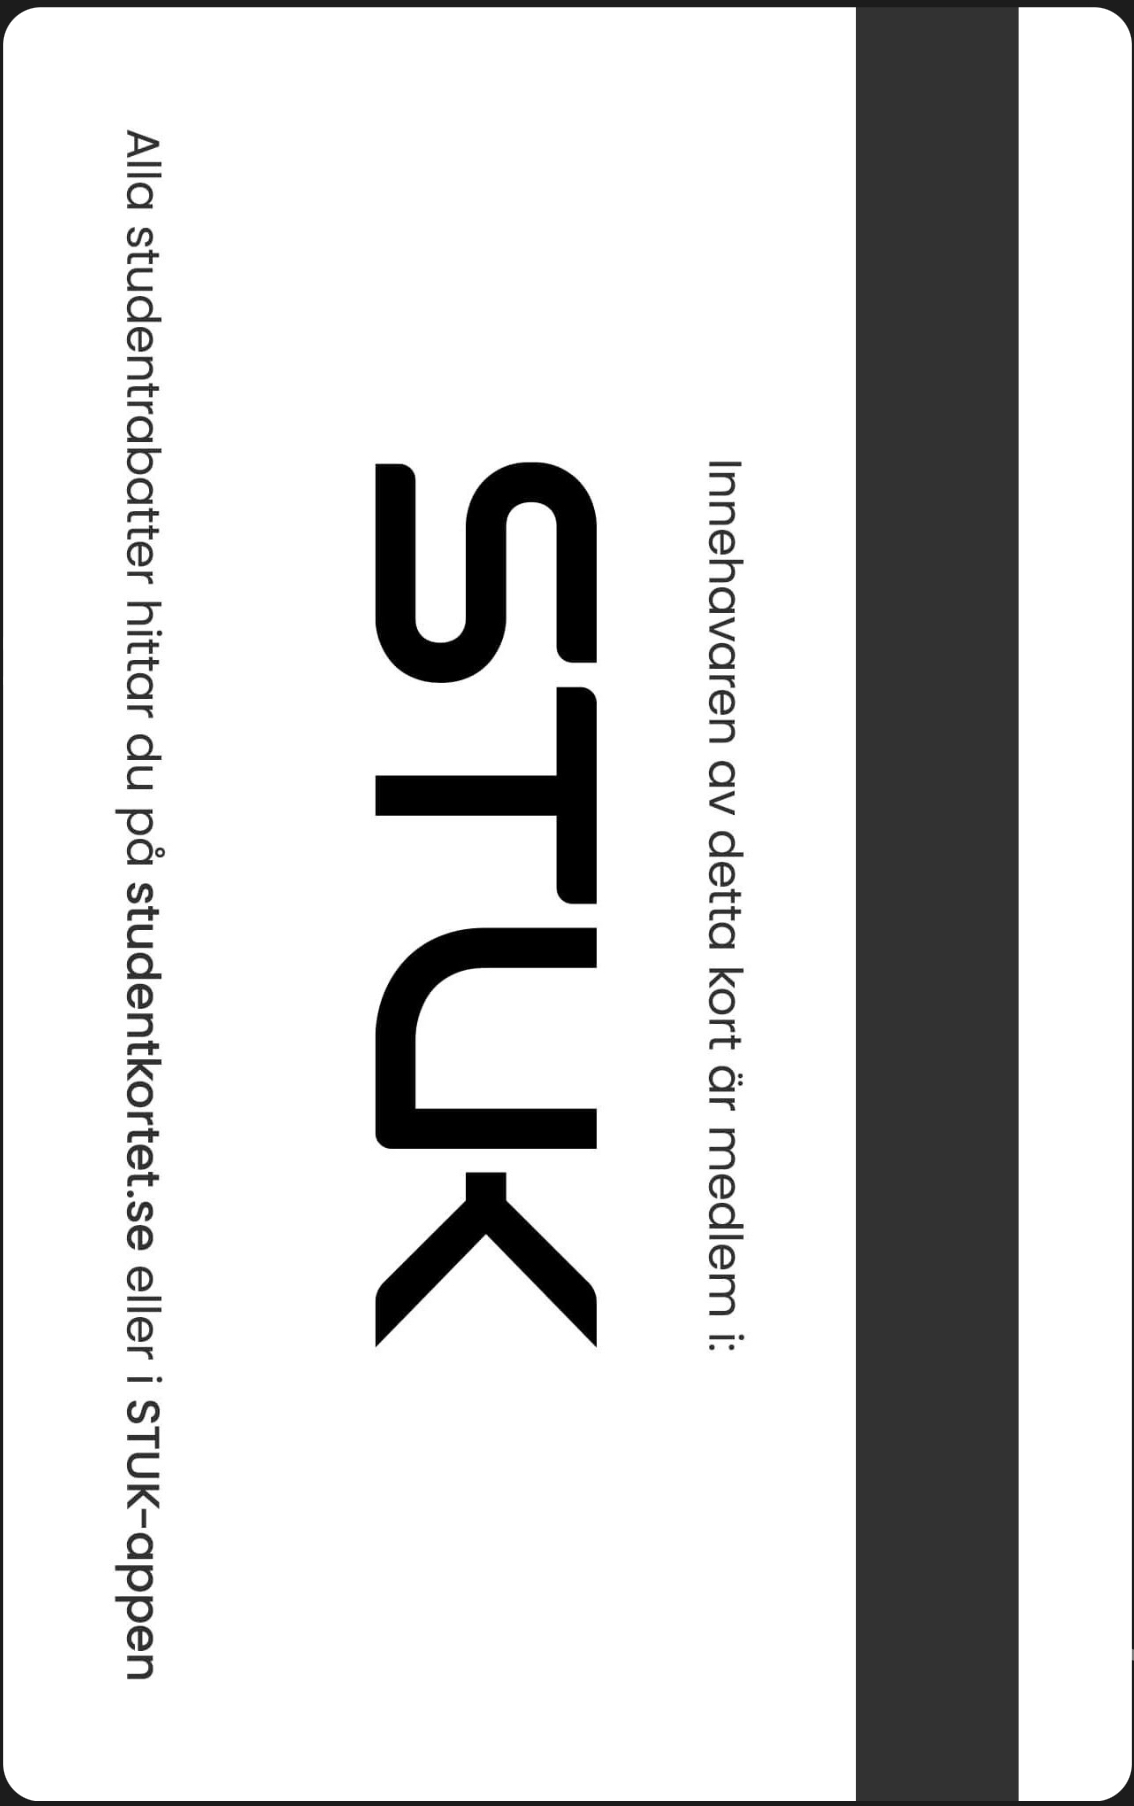 Innehavaren av detta kort är medlem i:
STUK
Alla studentrabatter hittar du på studentkortet.se eller i STUK-appen